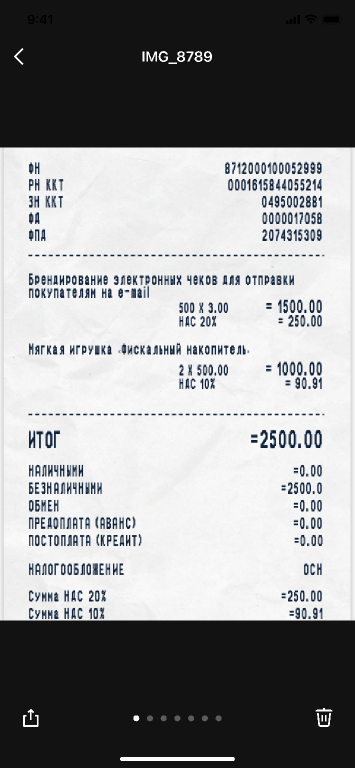 9:41
IMG_8789
ФН 8712000100052999
РН ККТ 0001615844055214
ЗН ККТ 0495002881
ФД 0000017058
ФПД 2074315309
Брендирование электронных чеков для отправки
покупателям на e-mail
500 X 3.00 = 1500.00
НДС 20% = 250.00
Мягкая игрушка «Фискальный накопитель»
2 X 500.00 = 1000.00
НДС 10% = 90.91
ИТОГ =2500.00
НАЛИЧНЫМИ =0.00
БЕЗНАЛИЧНЫМИ =2500.0
ОБМЕН =0.00
ПРЕДОПЛАТА (АВАНС) =0.00
ПОСТОПЛАТА (КРЕДИТ) =0.00
НАЛОГООБЛОЖЕНИЕ ОСН
Сумма НДС 20% =250.00
Сумма НДС 10% =90.91